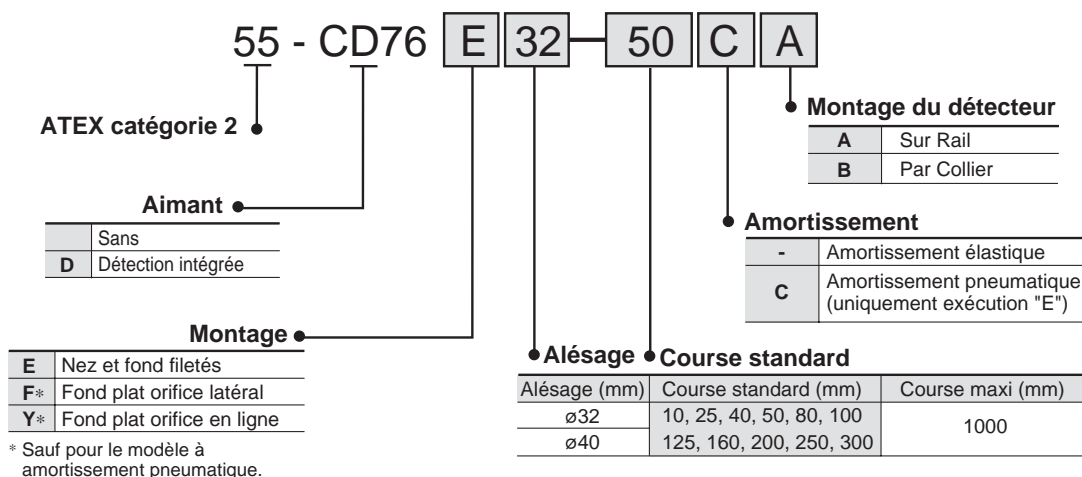 55 - CD76 E 32 50 C A
ATEX catégorie 2
Montage du détecteur
A Sur Rail
B Par Collier
Aimant
Sans
D Détection intégrée
Amortissement
- Amortissement élastique
C Amortissement pneumatique
(uniquement exécution "E")
Montage
E Nez et fond filetés
F* Fond plat orifice latéral
Y* Fond plat orifice en ligne
* Sauf pour le modèle à
amortissement pneumatique.
Alésage Course standard
Alésage (mm) Course standard (mm) Course maxi (mm)
ø32 10, 25, 40, 50, 80, 100
1000
ø40 125, 160, 200, 250, 300